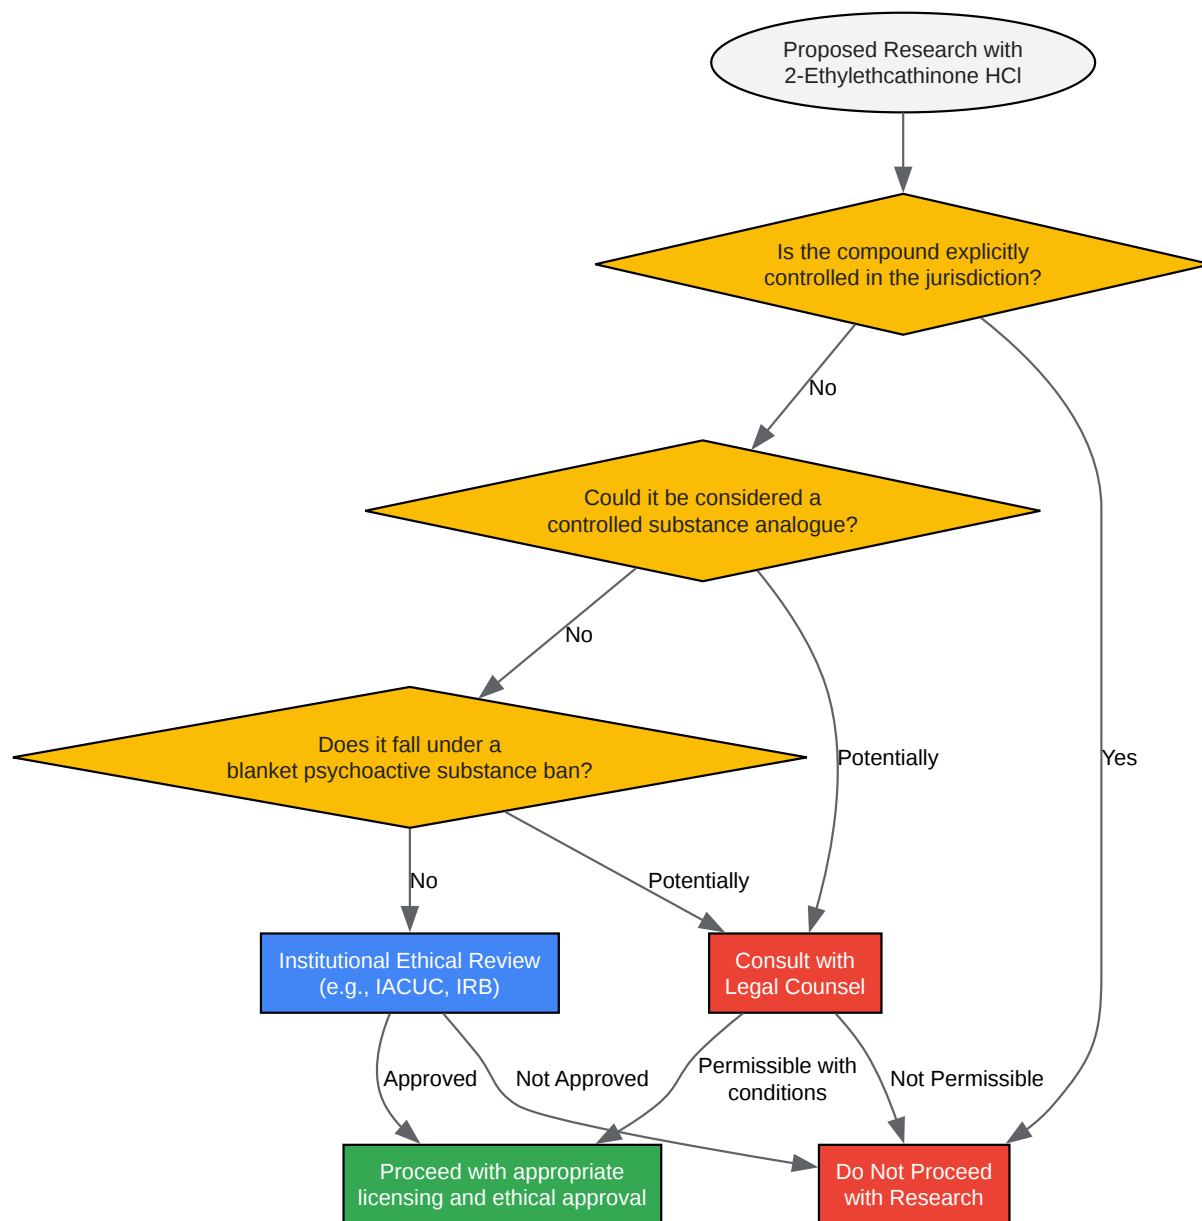 Proposed Research with
2-Ethylethcathinone HCl
Is the compound explicitly
controlled in the jurisdiction?
No
Could it be considered a
controlled substance analogue?
No
Does it fall under a
blanket psychoactive substance ban?
Potentially
Yes
No
Potentially
Institutional Ethical Review
(e.g., IACUC, IRB)
Consult with
Legal Counsel
Approved
Not Approved
Permissible with
conditions
Not Permissible
Proceed with appropriate
licensing and ethical approval
Do Not Proceed
with Research